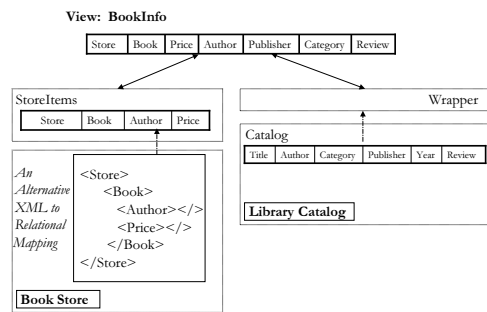 View: BookInfo
Store Book Price Author Publisher Category Review
StoreItems
Store Book Author Price
Wrapper
Catalog
Title Author Category Publisher Year Review
Library Catalog
An
Alternative
XML to
Relational
Mapping
<Store>
<Book>
<Author></>
<Price></>
</Book>
</Store>
Book Store